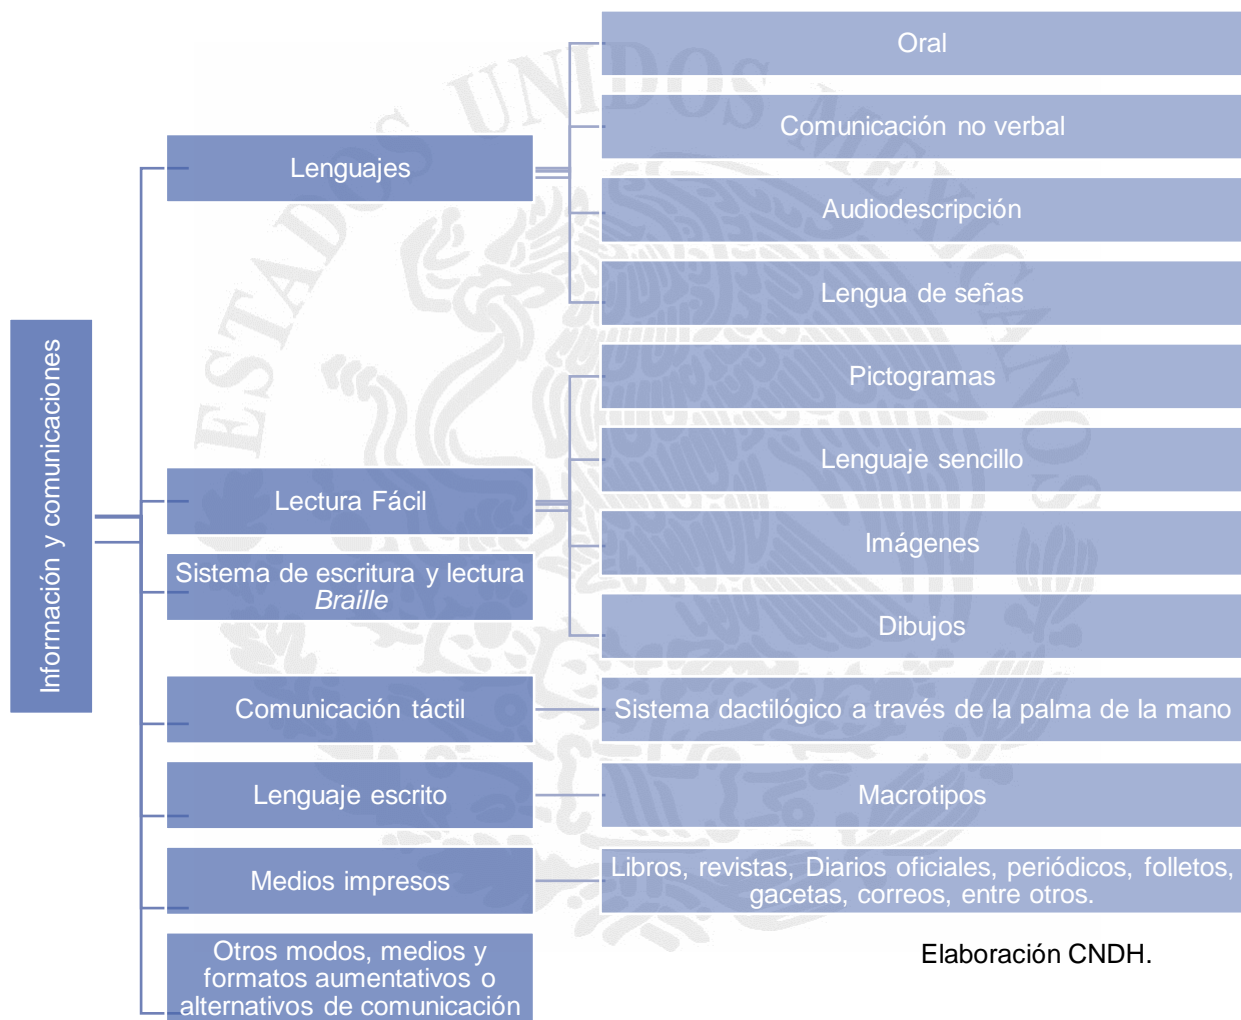 ESTADOS UNIDOS MEXICANOS
Información y comunicaciones
Lenguajes
Oral
Comunicación no verbal
Audiodescripción
Lengua de señas
Lectura Fácil
Pictogramas
Lenguaje sencillo
Imágenes
Dibujos
Sistema de escritura y lectura
Braille
Comunicación táctil
Sistema dactilógico a través de la palma de la mano
Lenguaje escrito
Macrotipos
Medios impresos
Libros, revistas, Diarios oficiales, periódicos, folletos,
gacetas, correos, entre otros.
Otros modos, medios y
formatos aumentativos o
alternativos de comunicación
Elaboración CNDH.